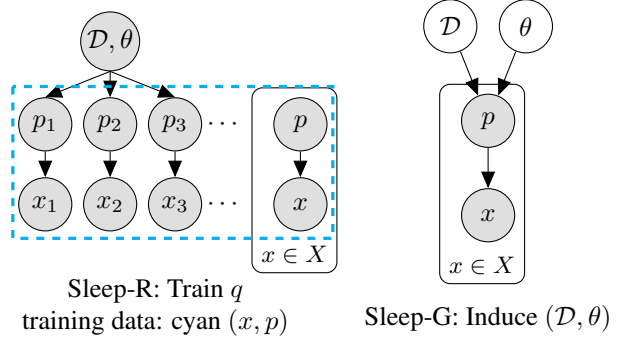 𝒟, θ
p₁ p₂ p₃ ··· p
x₁ x₂ x₃ ··· x
x ∈ X
Sleep-R: Train q
training data: cyan (x, p)
𝒟 θ
p
x
x ∈ X
Sleep-G: Induce (𝒟, θ)